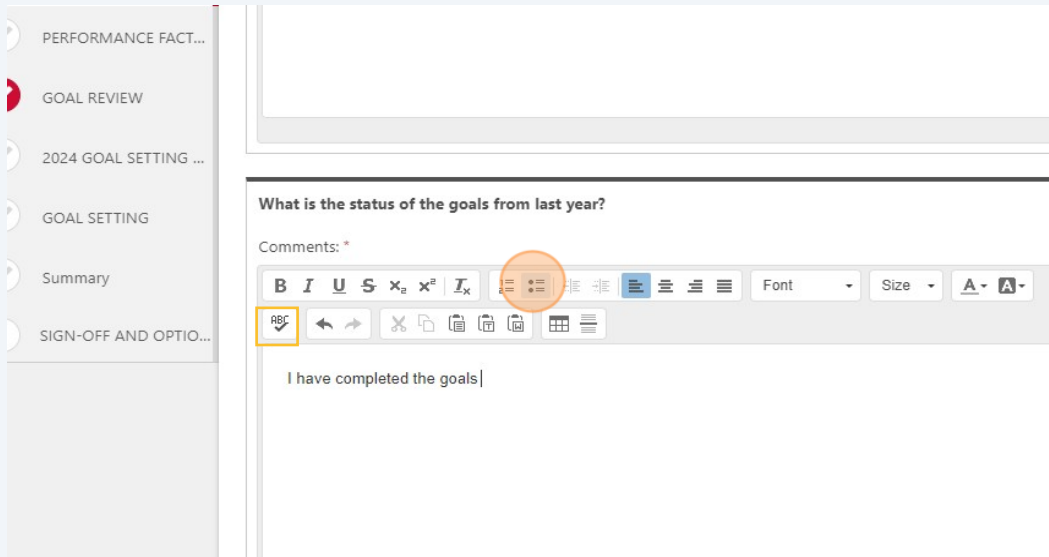 PERFORMANCE FACT...
GOAL REVIEW
2024 GOAL SETTING ...
GOAL SETTING
Summary
SIGN-OFF AND OPTIO...
What is the status of the goals from last year?
Comments: *
B I U S x₂ x² Tx Font Size A A
ABC
I have completed the goals